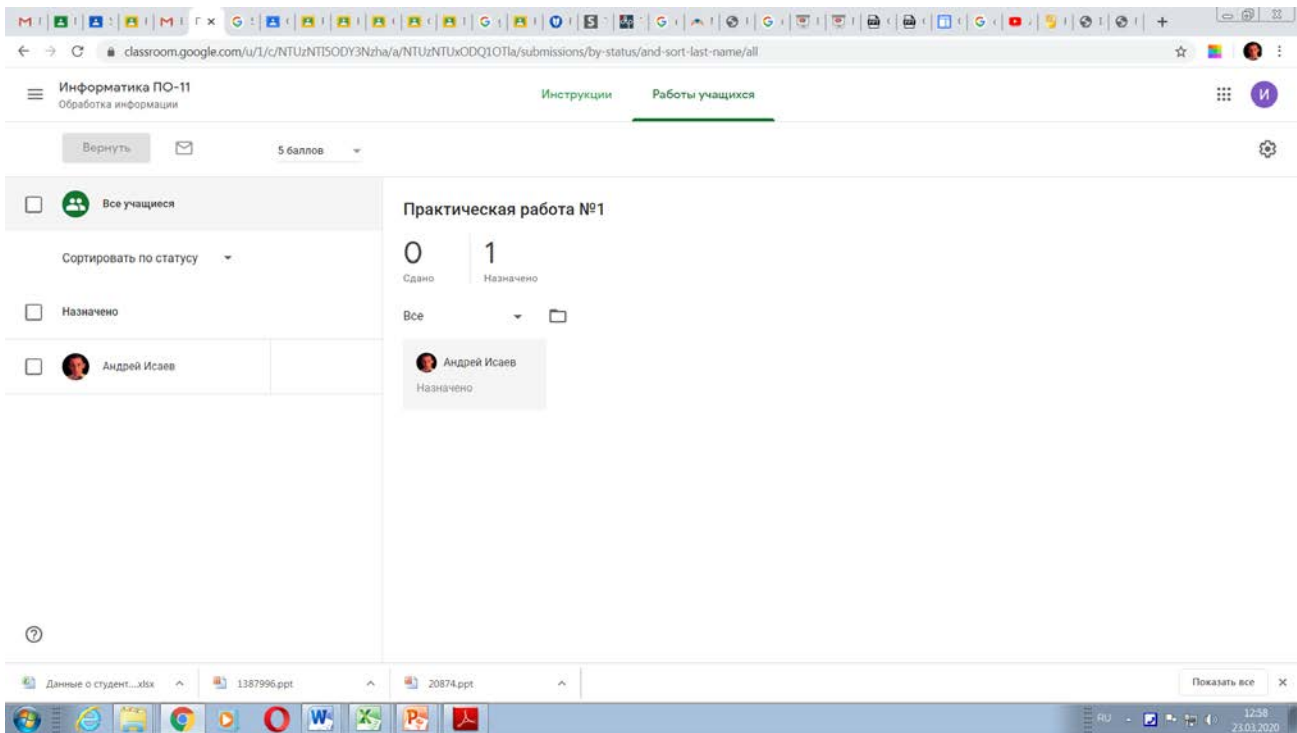 classroom.google.com/u/1/c/NTUzNTI5ODY3Nzha/a/NTUzNTUxODQ1OTla/submissions/by-status/and-sort-last-name/all
Информатика ПО-11
Обработка информации
Инструкции
Работы учащихся
И
Вернуть
5 баллов
Все учащиеся
Сортировать по статусу
Назначено
Андрей Исаев
Практическая работа №1
0
1
Сдано
Назначено
Все
Андрей Исаев
Назначено
Данные о студент....xlsx
1387996.ppt
20874.ppt
Показать все
RU
12:58
23.03.2020